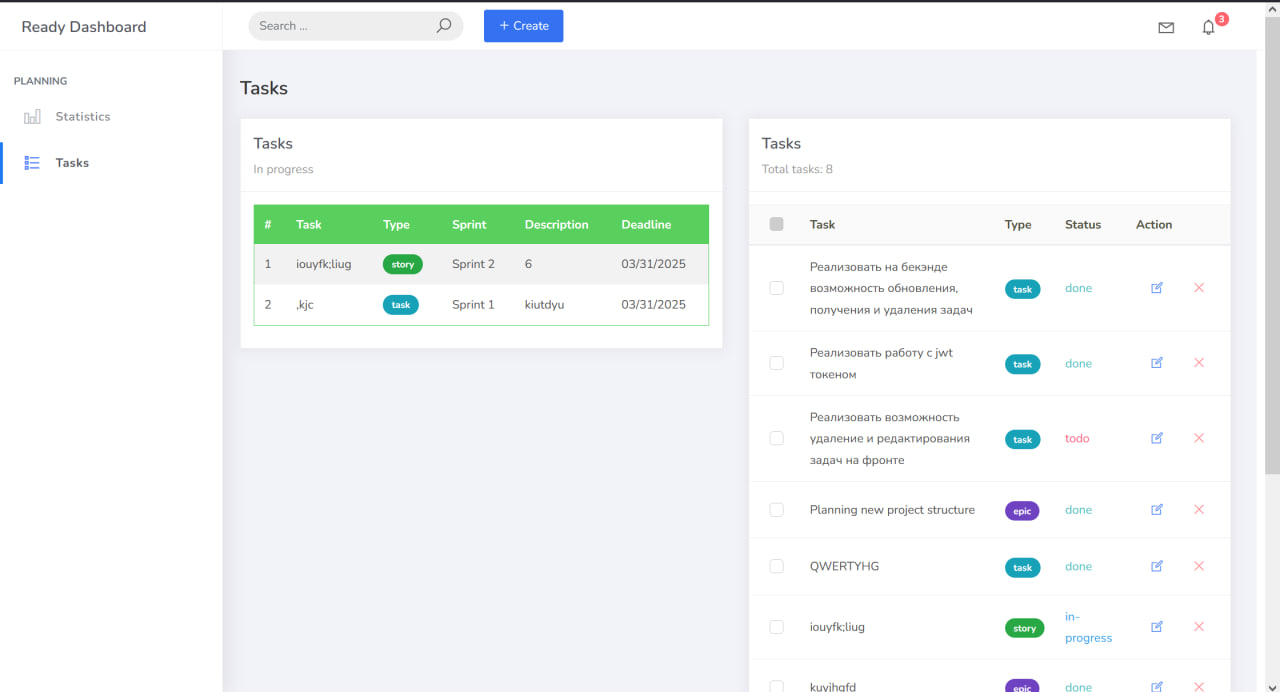 Ready Dashboard
Search ...
+ Create
3
PLANNING
Statistics
Tasks
Tasks
Tasks
In progress
# Task Type Sprint Description Deadline
1 iouyfk;liug story Sprint 2 6 03/31/2025
2 ,kjc task Sprint 1 kiutdyu 03/31/2025
Tasks
Total tasks: 8
Task Type Status Action
Реализовать на бекэнде
возможность обновления,
получения и удаления задач
task done
Реализовать работу с jwt
токеном
task done
Реализовать возможность
удаление и редактирования
задач на фронте
task todo
Planning new project structure epic done
QWERTYHG task done
iouyfk;liug story in-
progress
kuyjhgfd epic done